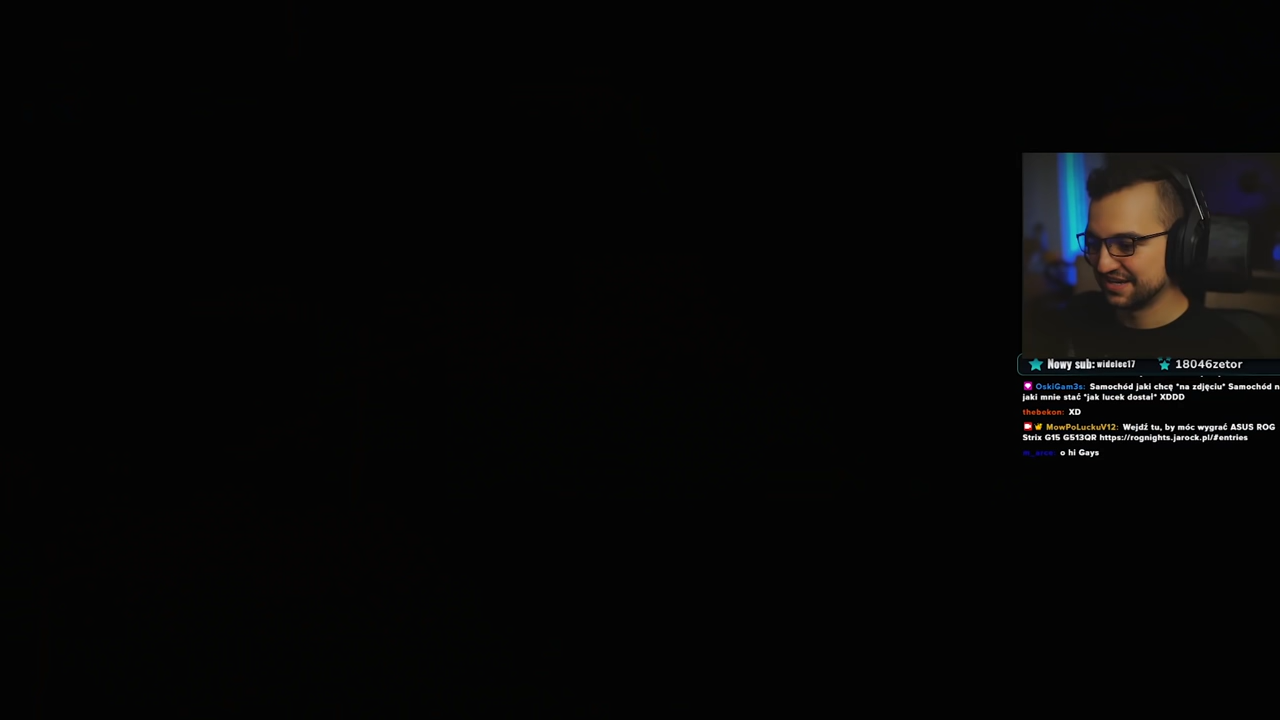 Nowy sub: widelec17 18046zetor
OskiGam3s: Samochód jaki chcę *na zdjęciu* Samochód n
jaki mnie stać *jak lucek dostał* XDDD
thebekon: XD
MowPoLuckuV12: Wejdź tu, by móc wygrać ASUS ROG
Strix G15 G513QR https://rognights.jarock.pl/#entries
o hi Gays